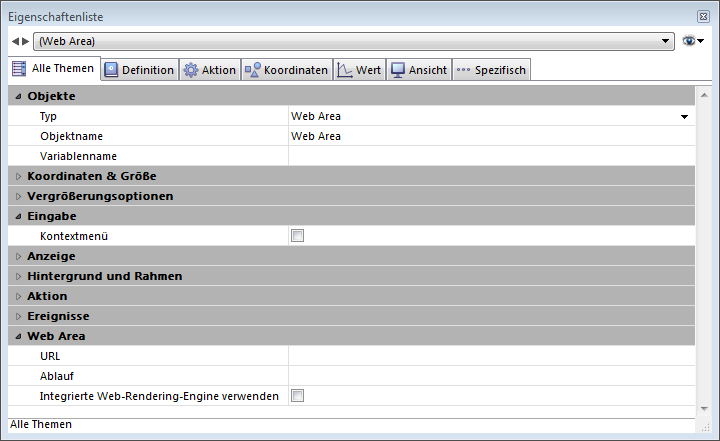 Eigenschaftenliste
(Web Area)
Alle Themen Definition Aktion Koordinaten Wert Ansicht Spezifisch
Objekte
Typ Web Area
Objektname Web Area
Variablenname
Koordinaten & Größe
Vergrößerungsoptionen
Eingabe
Kontextmenü
Anzeige
Hintergrund und Rahmen
Aktion
Ereignisse
Web Area
URL
Ablauf
Integrierte Web-Rendering-Engine verwenden
Alle Themen